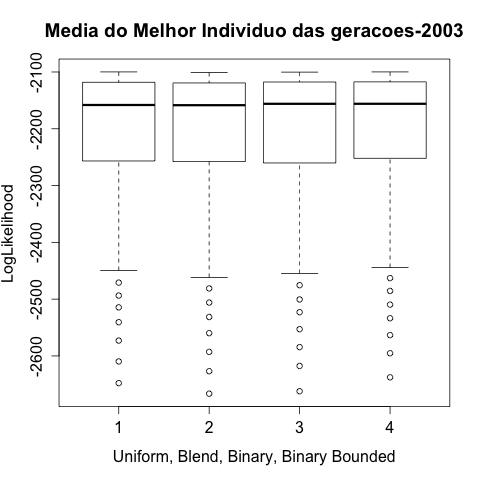 Media do Melhor Individuo das geracoes-2003
LogLikelihood
-2100
-2200
-2300
-2400
-2500
-2600
1 2 3 4
Uniform, Blend, Binary, Binary Bounded